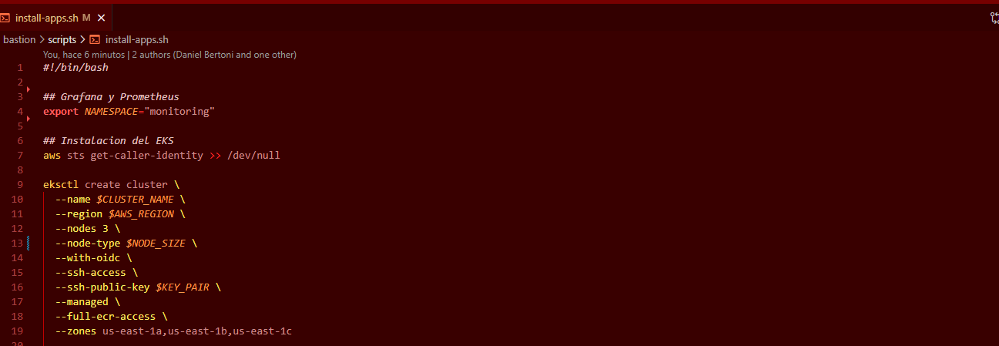 install-apps.sh M
bastion > scripts > install-apps.sh
You, hace 6 minutos | 2 authors (Daniel Bertoni and one other)
1 #!/bin/bash
2
3 ## Grafana y Prometheus
4 export NAMESPACE="monitoring"
5
6 ## Instalacion del EKS
7 aws sts get-caller-identity >> /dev/null
8
9 eksctl create cluster \
10 --name $CLUSTER_NAME \
11 --region $AWS_REGION \
12 --nodes 3 \
13 --node-type $NODE_SIZE \
14 --with-oidc \
15 --ssh-access \
16 --ssh-public-key $KEY_PAIR \
17 --managed \
18 --full-ecr-access \
19 --zones us-east-1a,us-east-1b,us-east-1c
20